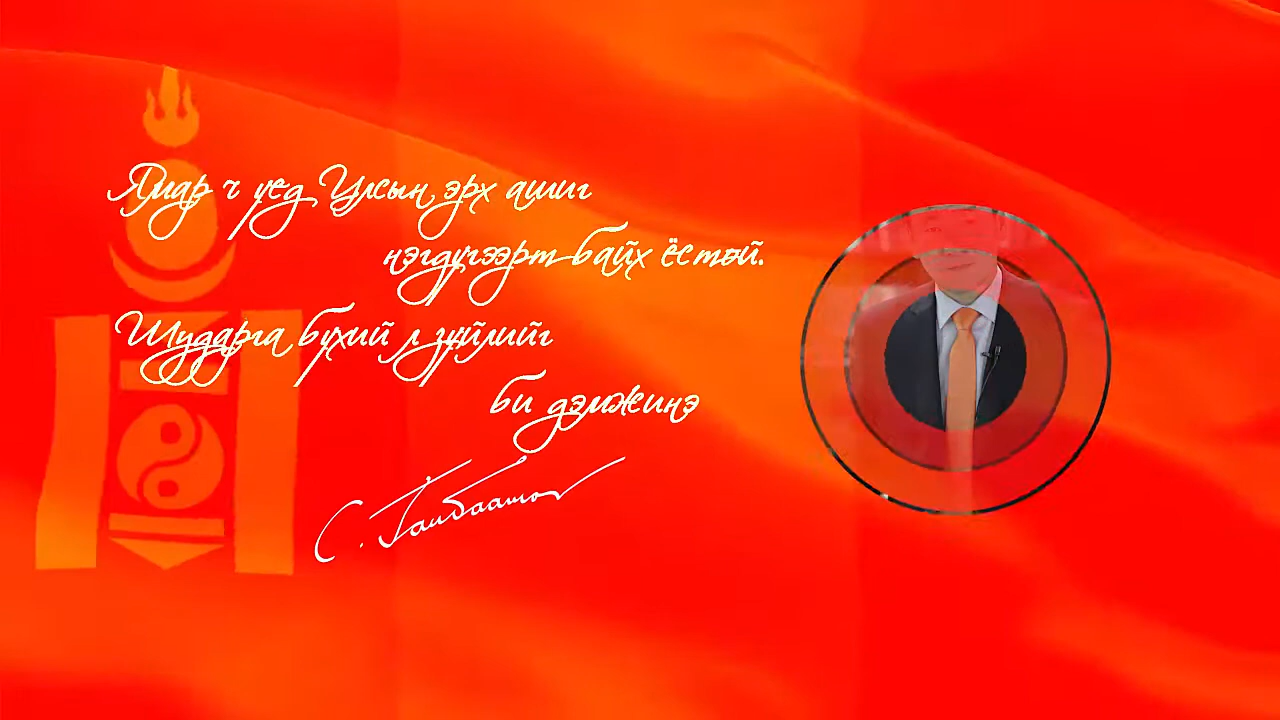 Ямар ч үед Улсын эрх ашиг
нэгдүгээрт байх ёстой.
Шударга бүхий л зүйлийг
би дэмжинэ
С. Ганбаатар